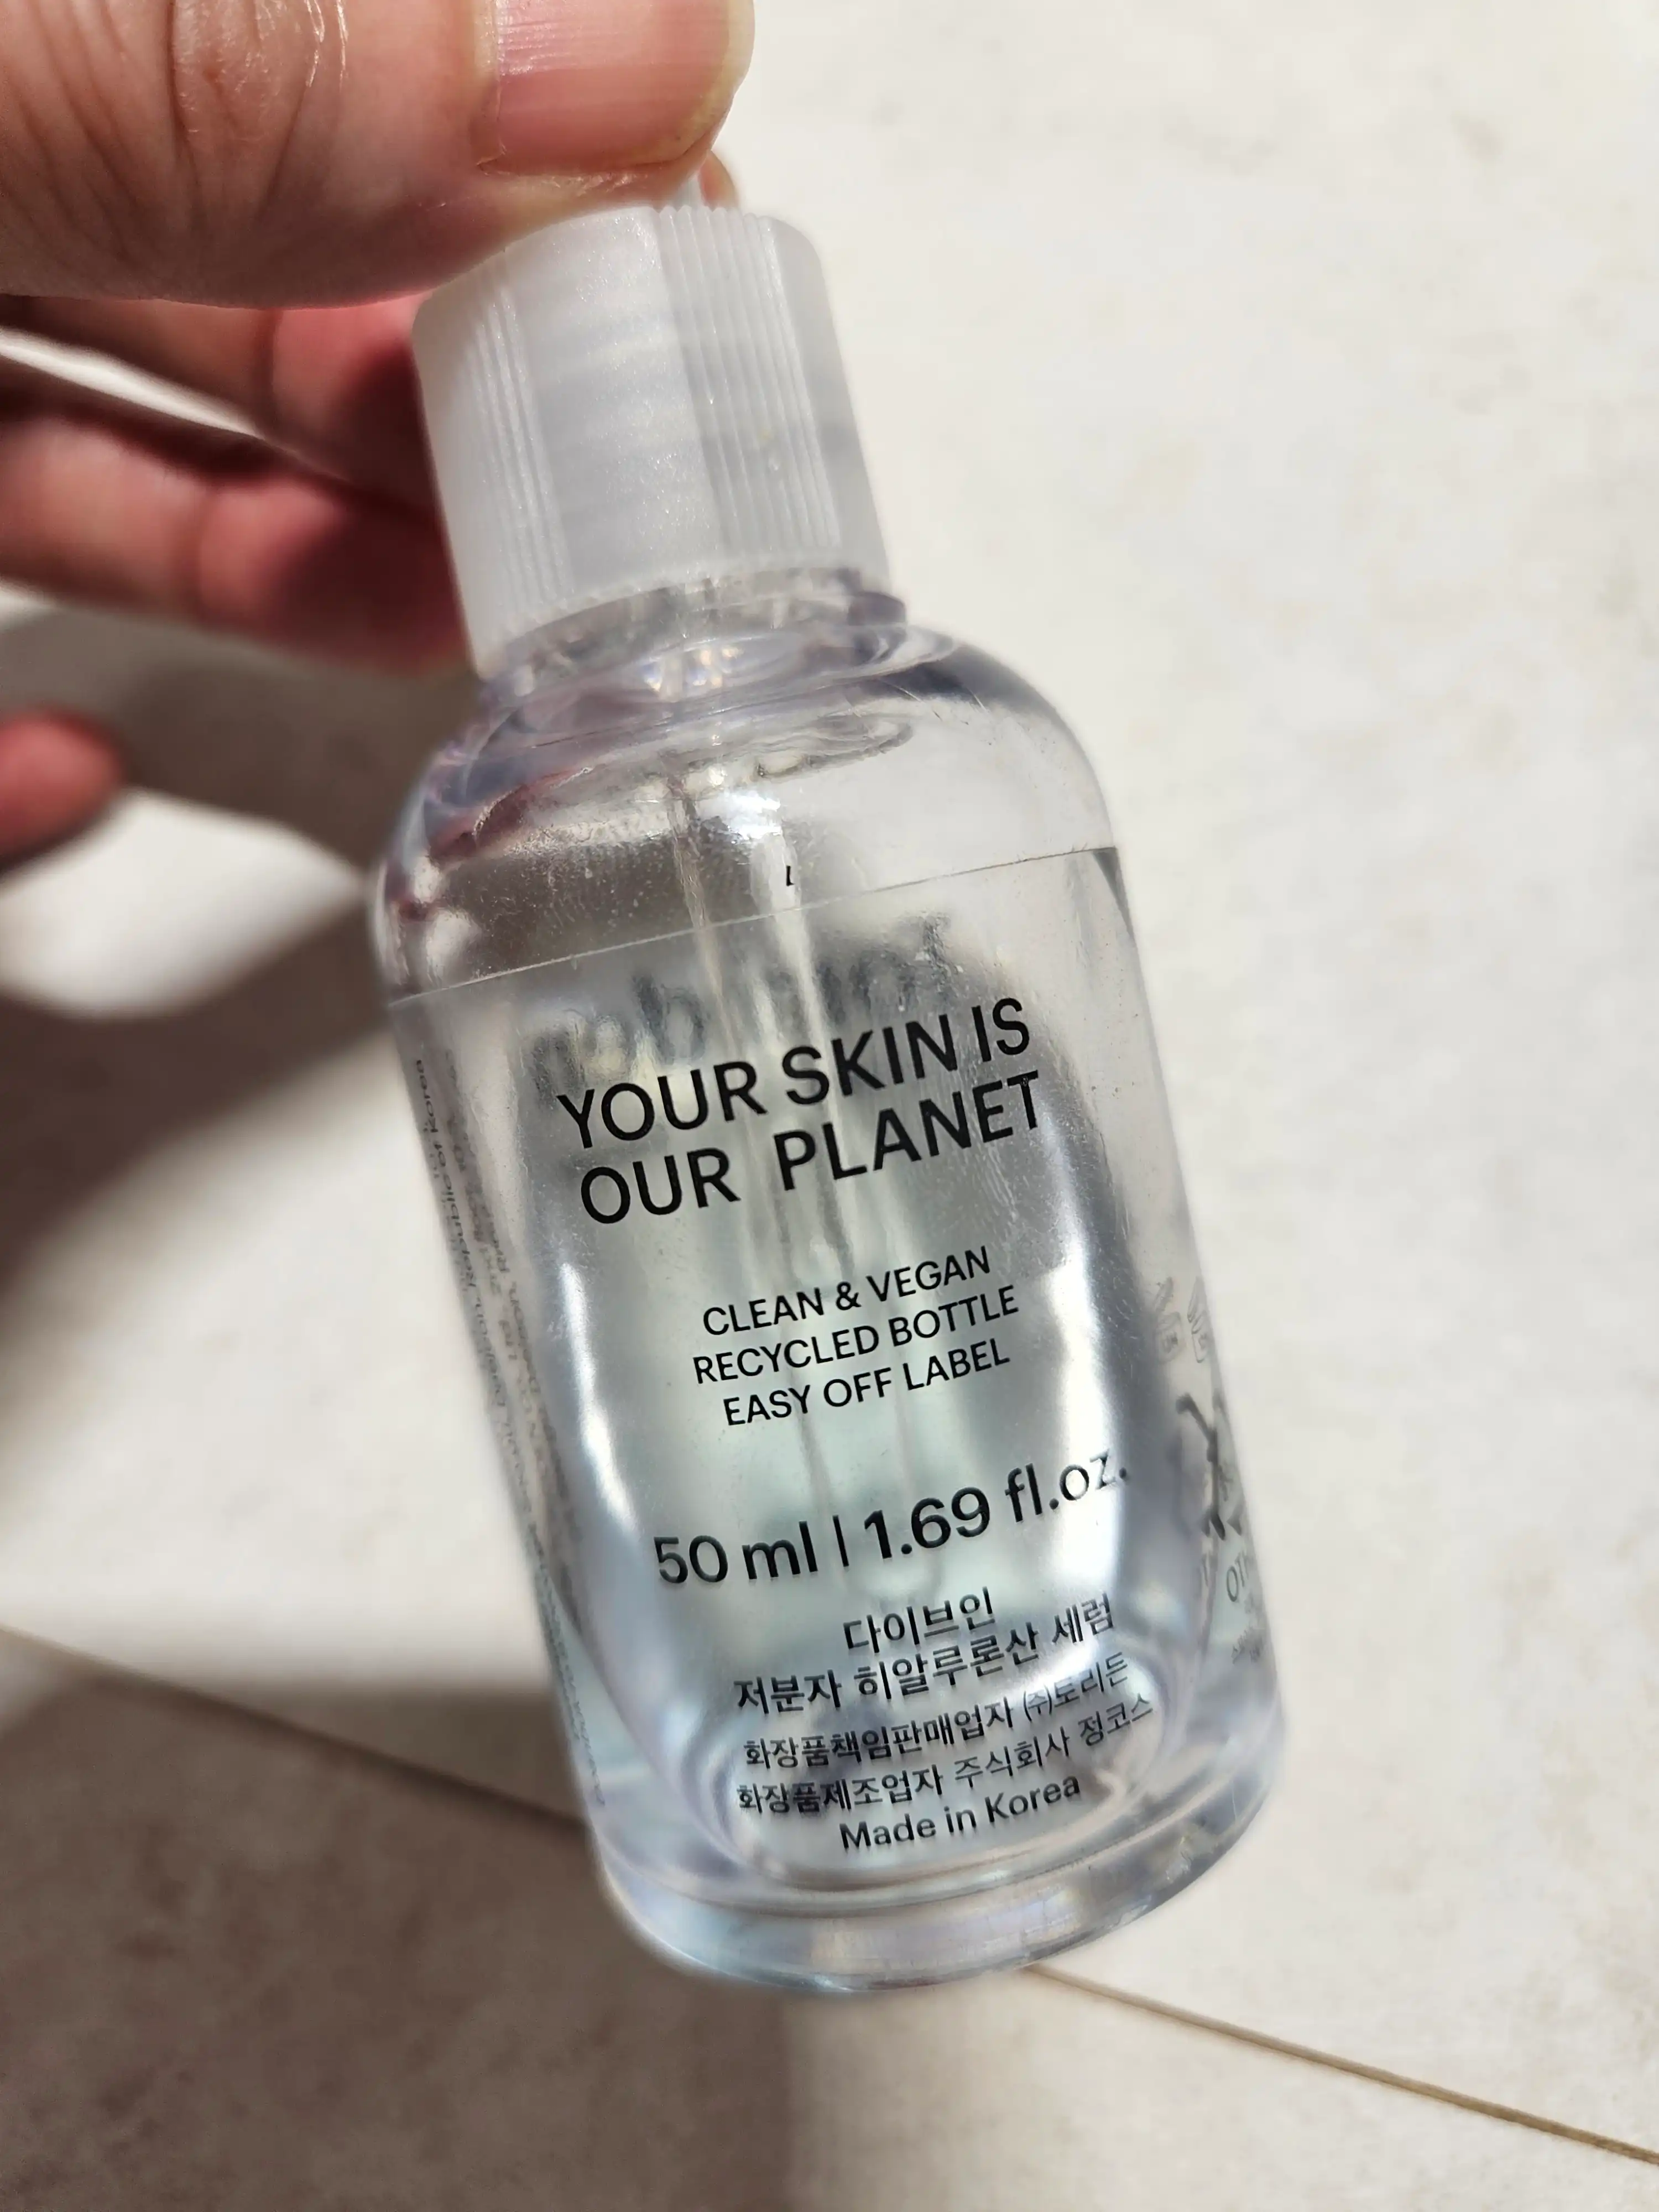 YOUR SKIN IS
OUR PLANET
CLEAN & VEGAN
RECYCLED BOTTLE
EASY OFF LABEL
50 ml | 1.69 fl.oz.
다이브인
저분자 히알루론산 세럼
화장품책임판매업자 ㈜토리든
화장품제조업자 주식회사 정코스
Made in Korea